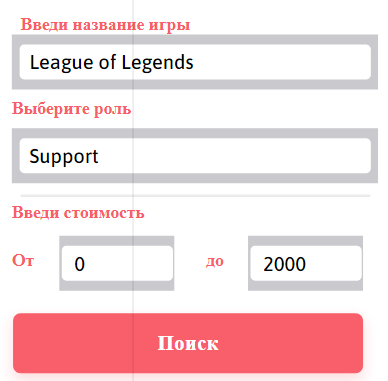 Введи название игры
League of Legends
Выберите роль
Support
Введи стоимость
От 0 до 2000
Поиск